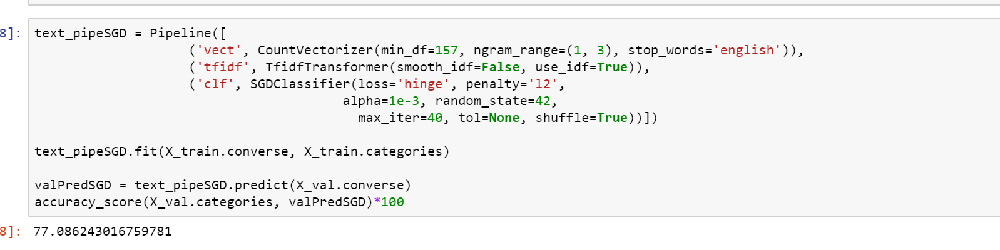 8]: text_pipeSGD = Pipeline([
('vect', CountVectorizer(min_df=157, ngram_range=(1, 3), stop_words='english')),
('tfidf', TfidfTransformer(smooth_idf=False, use_idf=True)),
('clf', SGDClassifier(loss='hinge', penalty='l2',
alpha=1e-3, random_state=42,
max_iter=40, tol=None, shuffle=True))])
text_pipeSGD.fit(X_train.converse, X_train.categories)
valPredSGD = text_pipeSGD.predict(X_val.converse)
accuracy_score(X_val.categories, valPredSGD)*100
8]: 77.086243016759781